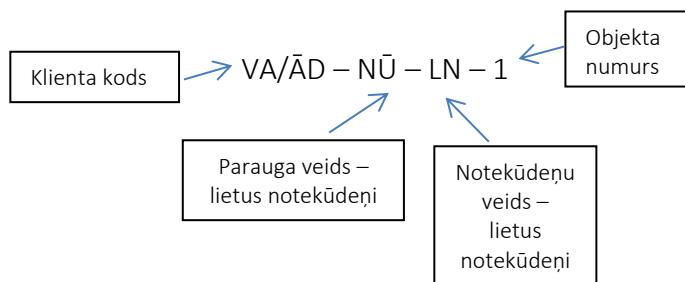 Klienta kods
VA/ĀD – NŪ – LN – 1
Objekta
numurs
Parauga veids –
lietus notekūdeņi
Notekūdeņu
veids –
lietus
notekūdeņi